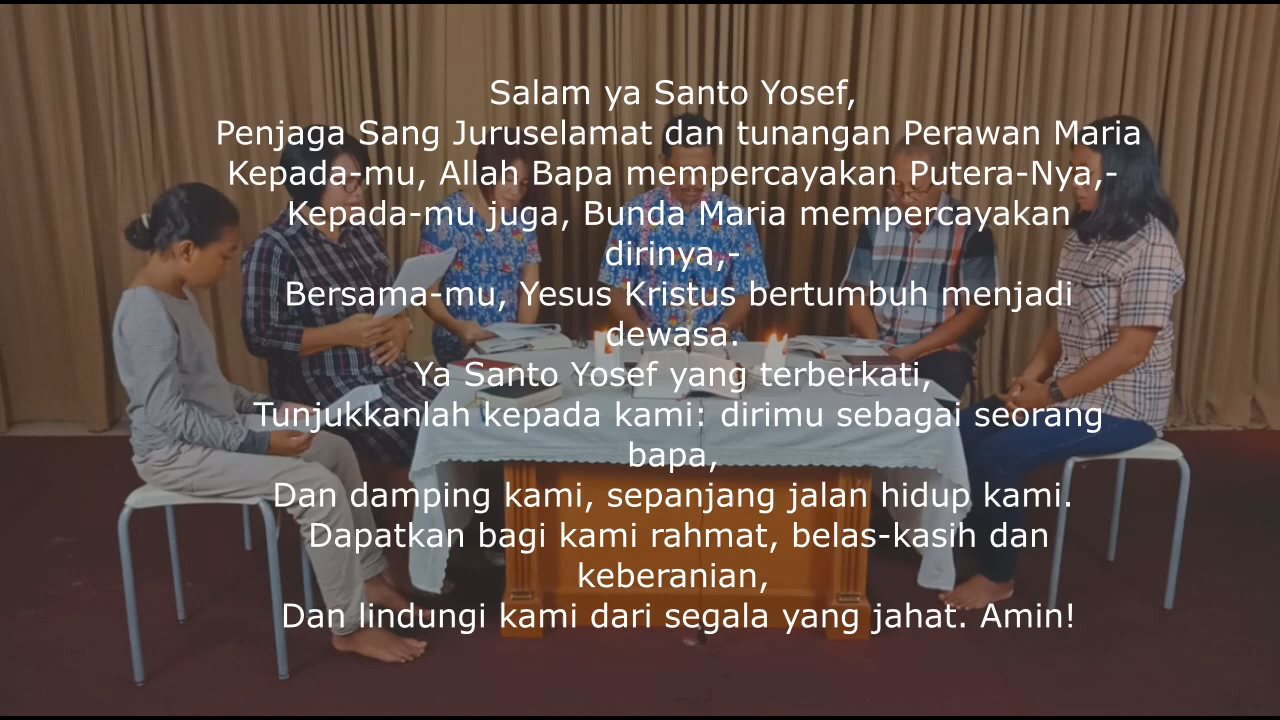 Salam ya Santo Yosef,
Penjaga Sang Juruselamat dan tunangan Perawan Maria
Kepada-mu, Allah Bapa mempercayakan Putera-Nya,-
Kepada-mu juga, Bunda Maria mempercayakan
dirinya,-
Bersama-mu, Yesus Kristus bertumbuh menjadi
dewasa.
Ya Santo Yosef yang terberkati,
Tunjukkanlah kepada kami: dirimu sebagai seorang
bapa,
Dan damping kami, sepanjang jalan hidup kami.
Dapatkan bagi kami rahmat, belas-kasih dan
keberanian,
Dan lindungi kami dari segala yang jahat. Amin!